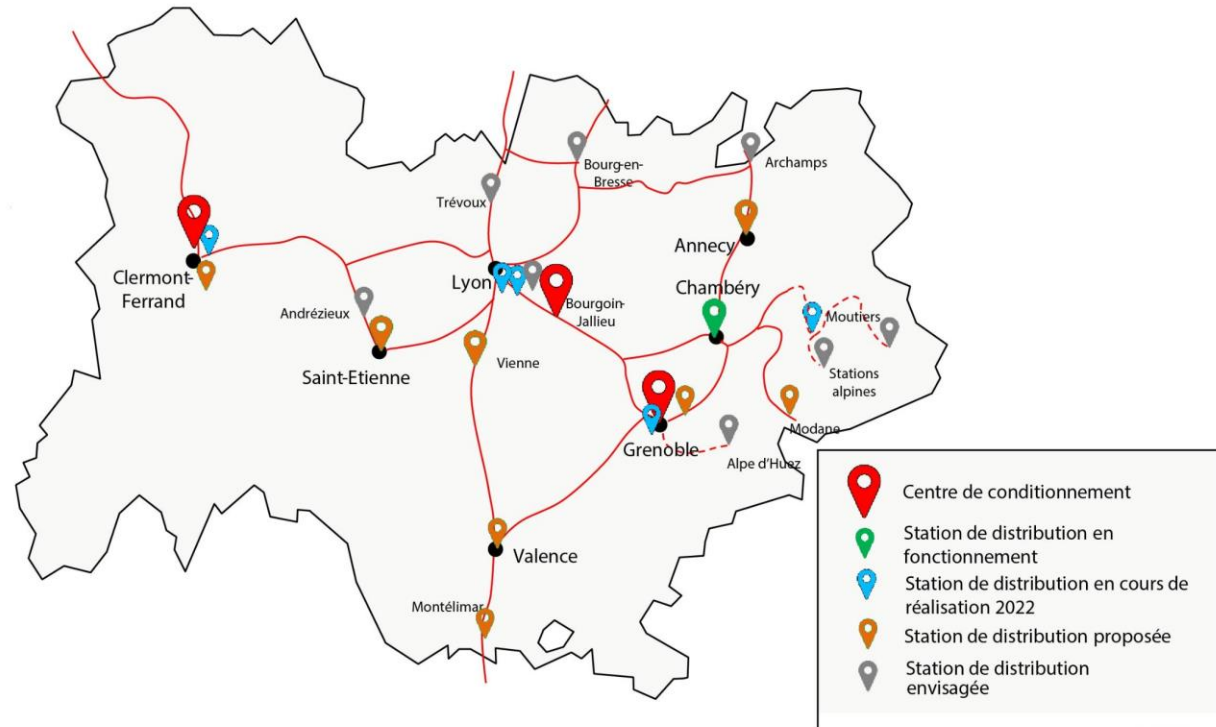 Bourg-en-
Bresse
Archamps
Trévoux
Annecy
Clermont-
Ferrand
Lyon
Chambéry
Bourgoin-
Jallieu
Andrézieux
Moutiers
Saint-Etienne
Vienne
Stations
alpines
Modane
Grenoble
Alpe d'Huez
Valence
Montélimar
Centre de conditionnement
Station de distribution en
fonctionnement
Station de distribution en cours de
réalisation 2022
Station de distribution proposée
Station de distribution
envisagée